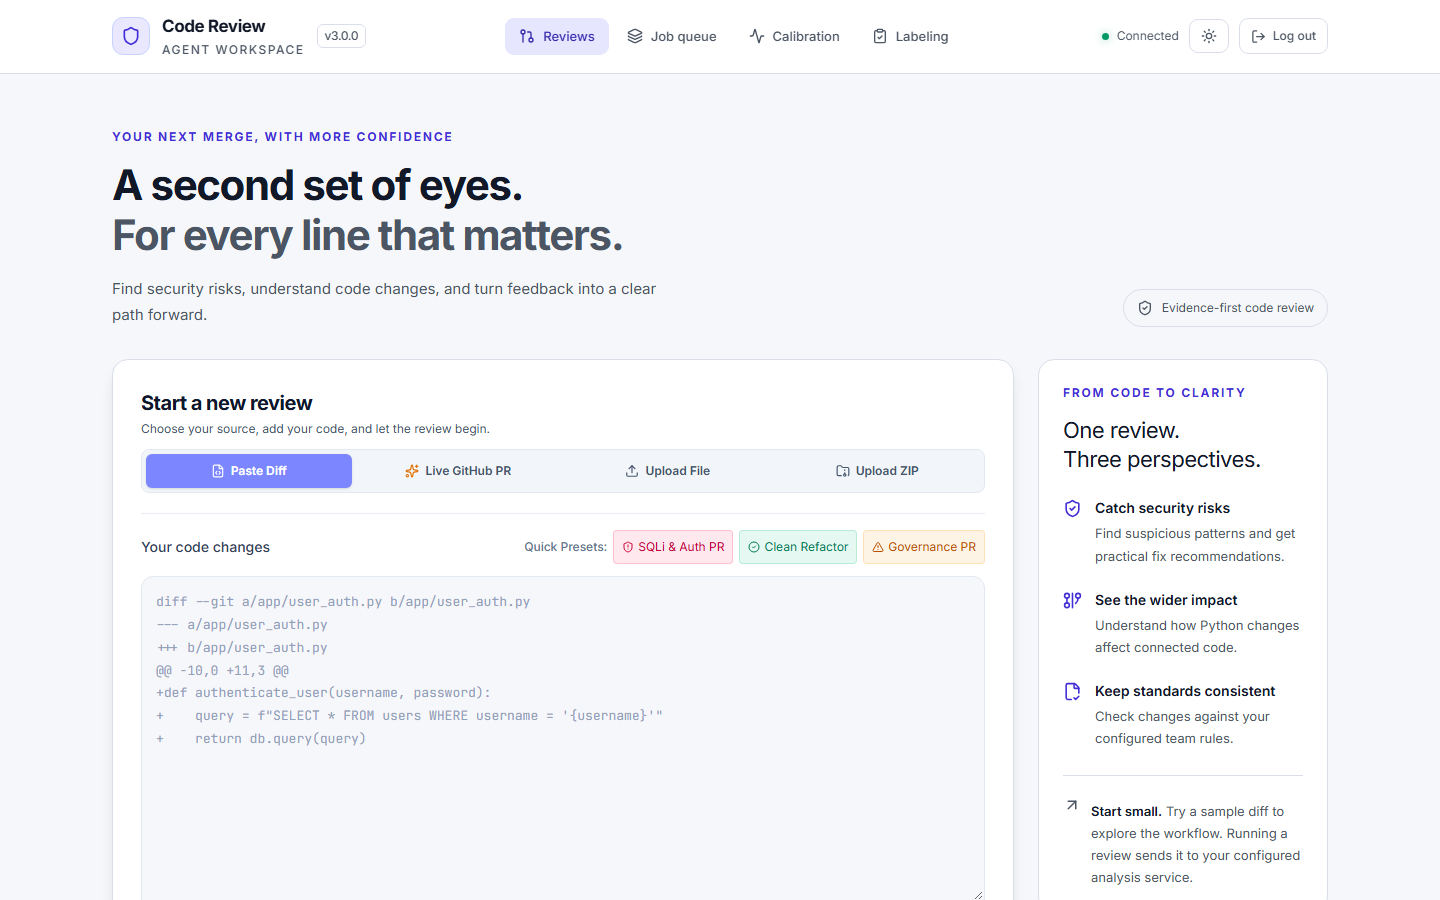 Code Review
AGENT WORKSPACE
v3.0.0
Reviews
Job queue
Calibration
Labeling
Connected
Log out
YOUR NEXT MERGE, WITH MORE CONFIDENCE
A second set of eyes.
For every line that matters.
Find security risks, understand code changes, and turn feedback into a clear
path forward.
Evidence-first code review
Start a new review
Choose your source, add your code, and let the review begin.
Paste Diff
Live GitHub PR
Upload File
Upload ZIP
Your code changes
Quick Presets:
SQLi & Auth PR
Clean Refactor
Governance PR
diff --git a/app/user_auth.py b/app/user_auth.py
--- a/app/user_auth.py
+++ b/app/user_auth.py
@@ -10,0 +11,3 @@
+def authenticate_user(username, password):
+    query = f"SELECT * FROM users WHERE username = '{username}'"
+    return db.query(query)
FROM CODE TO CLARITY
One review.
Three perspectives.
Catch security risks
Find suspicious patterns and get
practical fix recommendations.
See the wider impact
Understand how Python changes
affect connected code.
Keep standards consistent
Check changes against your
configured team rules.
Start small. Try a sample diff to
explore the workflow. Running a
review sends it to your configured
analysis service.